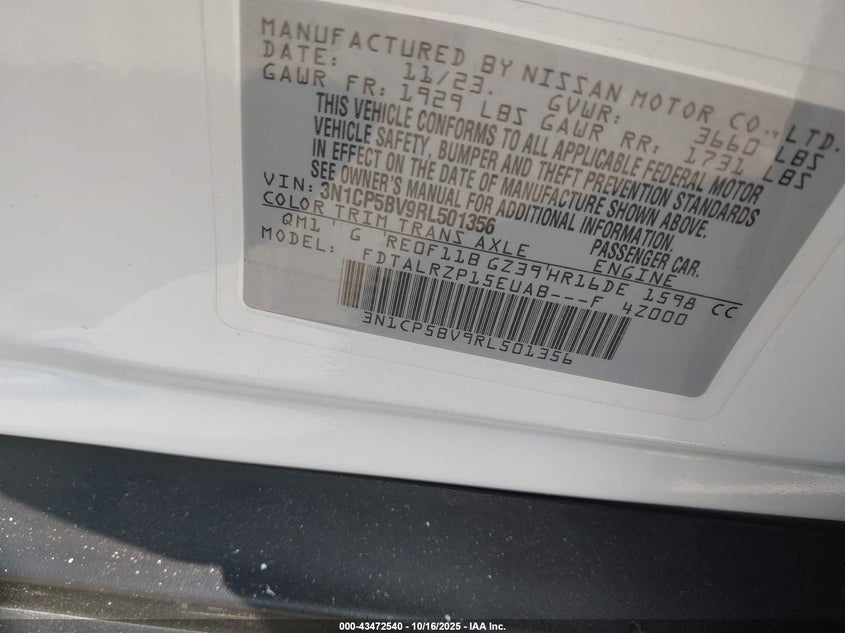 MANUFACTURED BY NISSAN MOTOR CO., LTD.
DATE: 11/23. GVWR: 3660 LBS
GAWR FR: 1929 LBS GAWR RR: 1731 LBS
THIS VEHICLE CONFORMS TO ALL APPLICABLE FEDERAL MOTOR
VEHICLE SAFETY, BUMPER AND THEFT PREVENTION STANDARDS
IN EFFECT ON THE DATE OF MANUFACTURE SHOWN ABOVE.
SEE OWNER'S MANUAL FOR ADDITIONAL INFORMATION.
VIN: 3N1CP5BV9RL501356 PASSENGER CAR.
COLOR TRIM TRANS AXLE ENGINE
QM1 G RE0F11B GZ39 HR16DE 1598 CC
MODEL: FDTALRZP15EUAB---F 4Z000
3N1CP5BV9RL501356
000-43472540 - 10/16/2025 - IAA Inc.